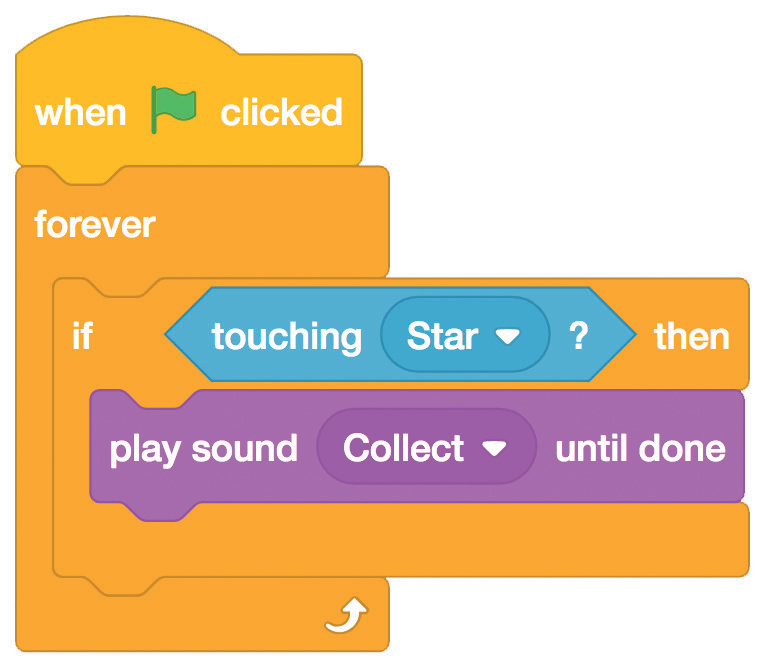 when clicked
forever
if touching Star ? then
play sound Collect until done